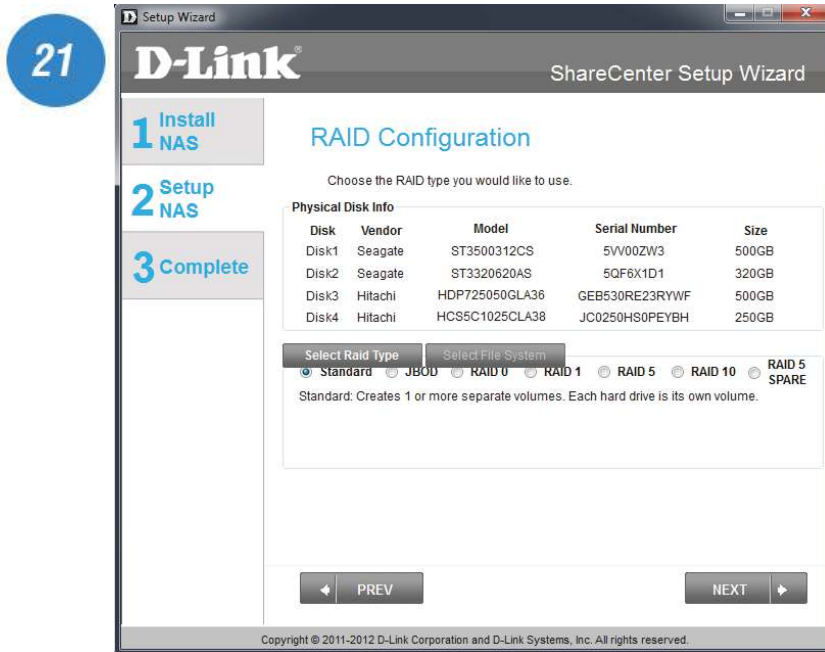 21
Setup Wizard
D-Link®
ShareCenter Setup Wizard
1 Install NAS
2 Setup NAS
3 Complete
RAID Configuration
Choose the RAID type you would like to use.
Physical Disk Info
Disk Vendor Model Serial Number Size
Disk1 Seagate ST3500312CS 5VV00ZW3 500GB
Disk2 Seagate ST3320620AS 5QF6X1D1 320GB
Disk3 Hitachi HDP725050GLA36 GEB530RE23RYWF 500GB
Disk4 Hitachi HCS5C1025CLA38 JC0250HS0PEYBH 250GB
Select Raid Type Select File System
Standard JBOD RAID 0 RAID 1 RAID 5 RAID 10 RAID 5 SPARE
Standard: Creates 1 or more separate volumes. Each hard drive is its own volume.
PREV NEXT
Copyright © 2011-2012 D-Link Corporation and D-Link Systems, Inc. All rights reserved.